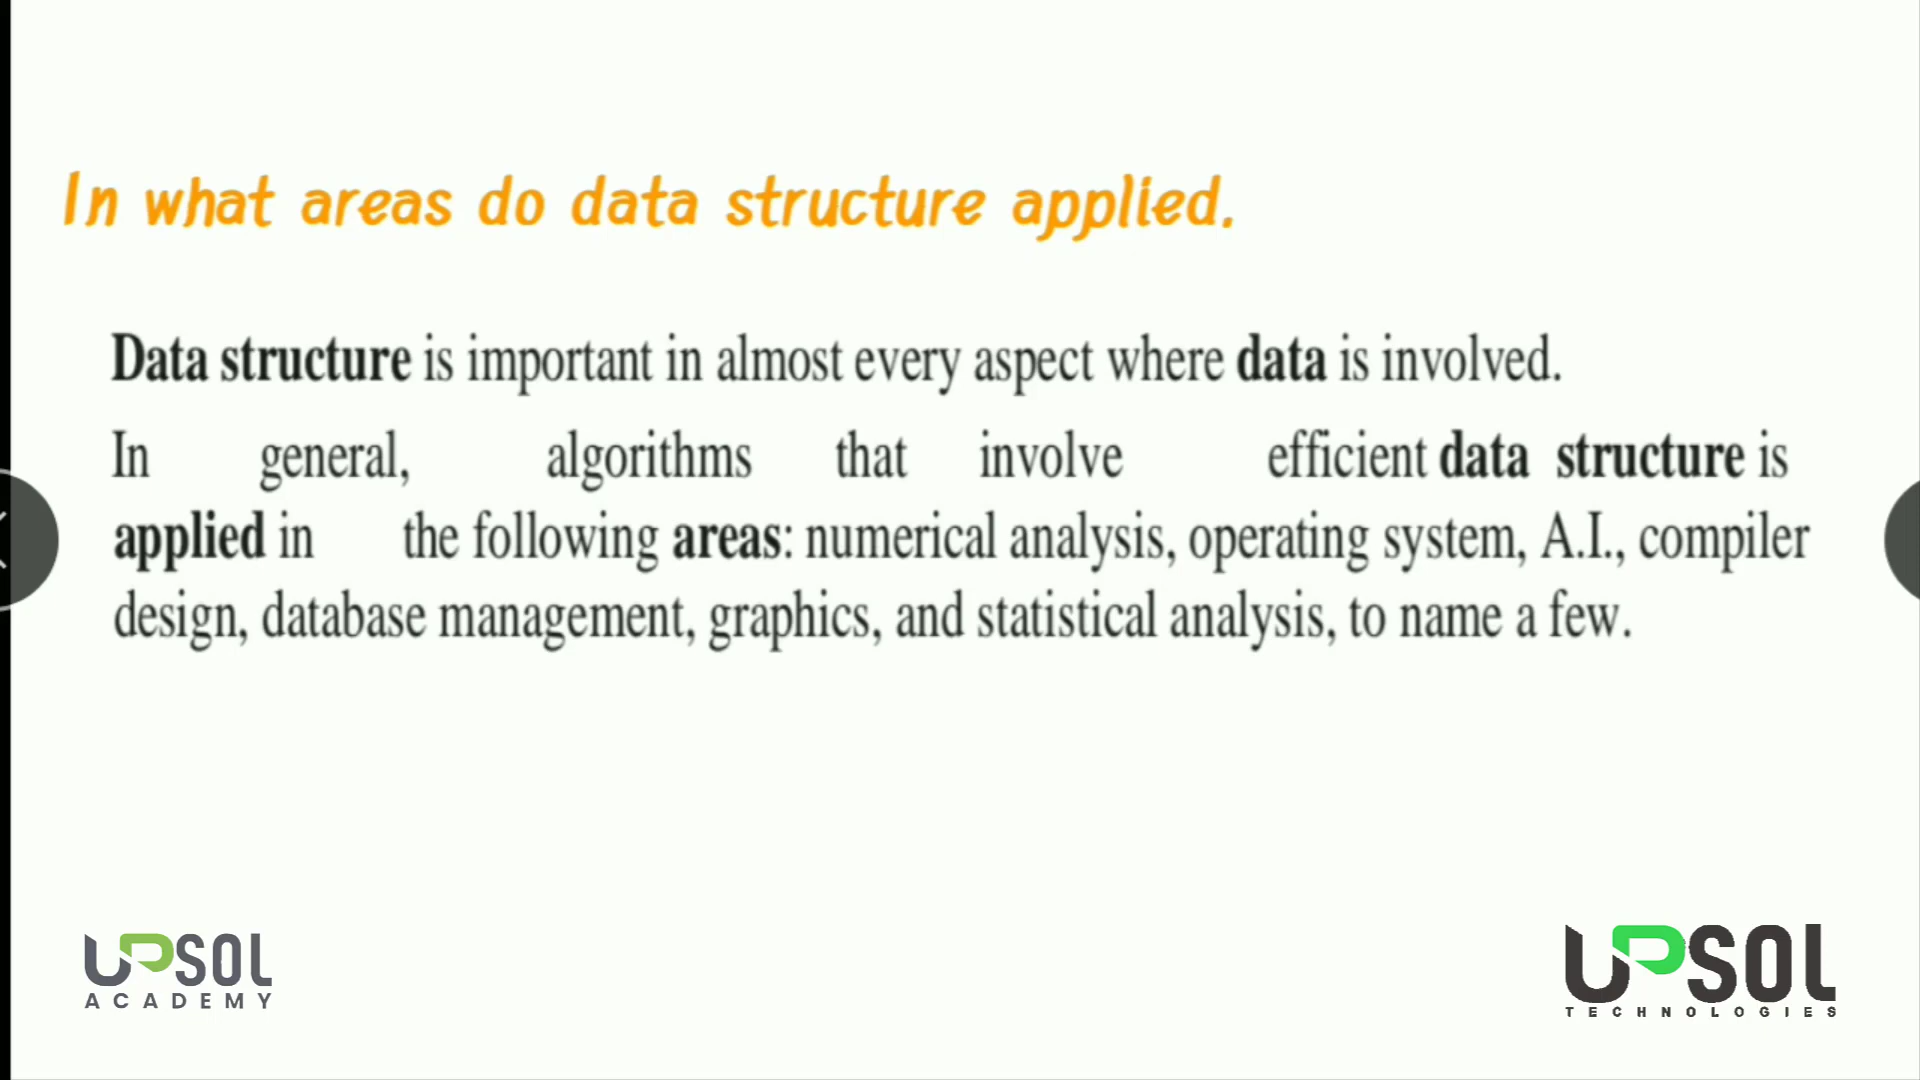 In what areas do data structure applied.
Data structure is important in almost every aspect where data is involved.
In general, algorithms that involve efficient data structure is
applied in the following areas: numerical analysis, operating system, A.I., compiler
design, database management, graphics, and statistical analysis, to name a few.
UPSOL
ACADEMY
UPSOL
TECHNOLOGIES